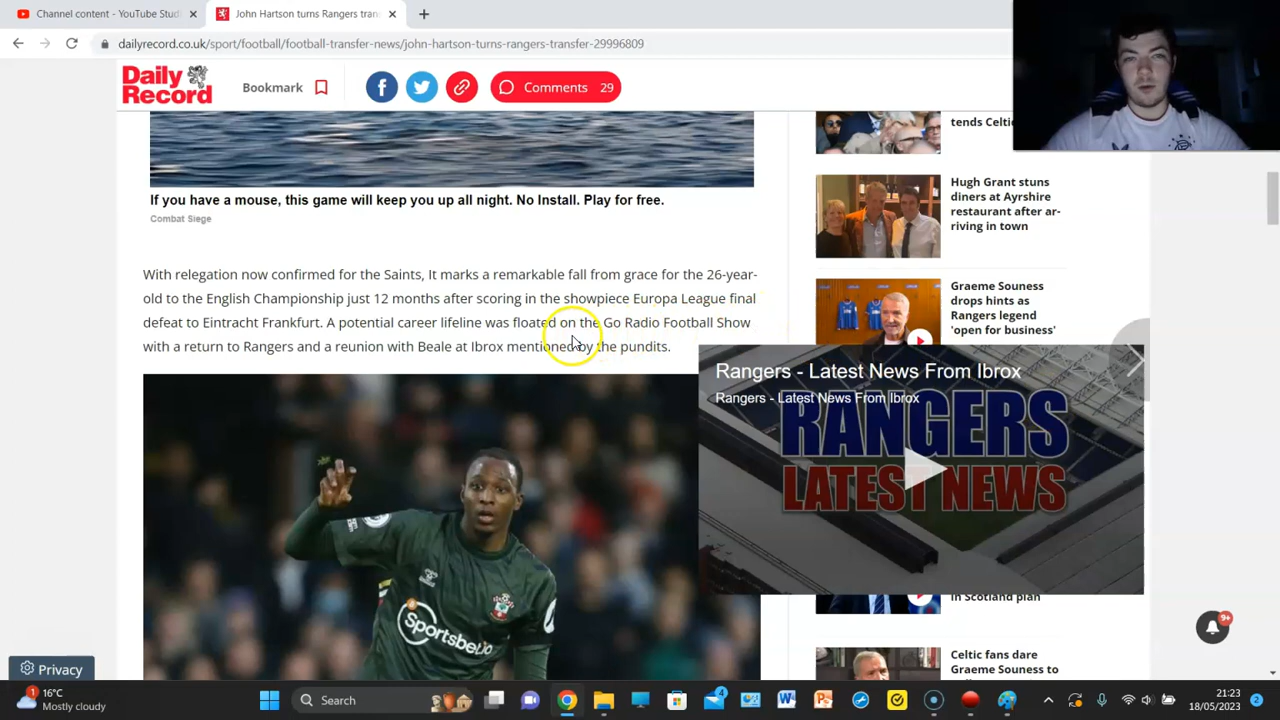 Channel content - YouTube Stud
John Hartson turns Rangers tran
dailyrecord.co.uk/sport/football/football-transfer-news/john-hartson-turns-rangers-transfer-29996809
Daily
Record
Bookmark
Comments 29
If you have a mouse, this game will keep you up all night. No Install. Play for free.
Combat Siege
With relegation now confirmed for the Saints, It marks a remarkable fall from grace for the 26-year-
old to the English Championship just 12 months after scoring in the showpiece Europa League final
defeat to Eintracht Frankfurt. A potential career lifeline was floated on the Go Radio Football Show
with a return to Rangers and a reunion with Beale at Ibrox mentioned by the pundits.
Sportsbet.io
tends Celtic
Hugh Grant stuns
diners at Ayrshire
restaurant after ar-
riving in town
Graeme Souness
drops hints as
Rangers legend
'open for business'
Rangers - Latest News From Ibrox
Rangers - Latest News From Ibrox
RANGERS
LATEST NEWS
in Scotland plan
Celtic fans dare
Graeme Souness to
9+
Privacy
1
16°C
Mostly cloudy
Search
4
21:23
18/05/2023
2